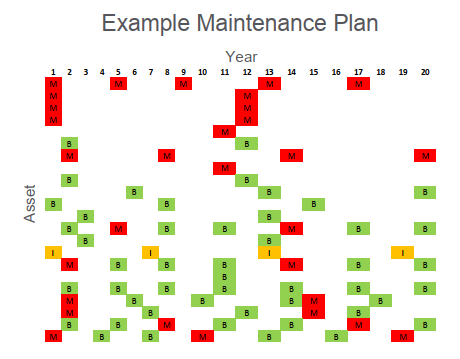 Example Maintenance Plan
Year
1 2 3 4 5 6 7 8 9 10 11 12 13 14 15 16 17 18 19 20
Asset
M M M M M
M M
M M
M M
M
B B
M M M M
M
B B
B B B
B B B
B B
B M B B M B B
B B
I I I I
M B B B M B B
B
B B B B B B B
M B B B M B
M B B M B
B B M B B M B
M B B M B B M